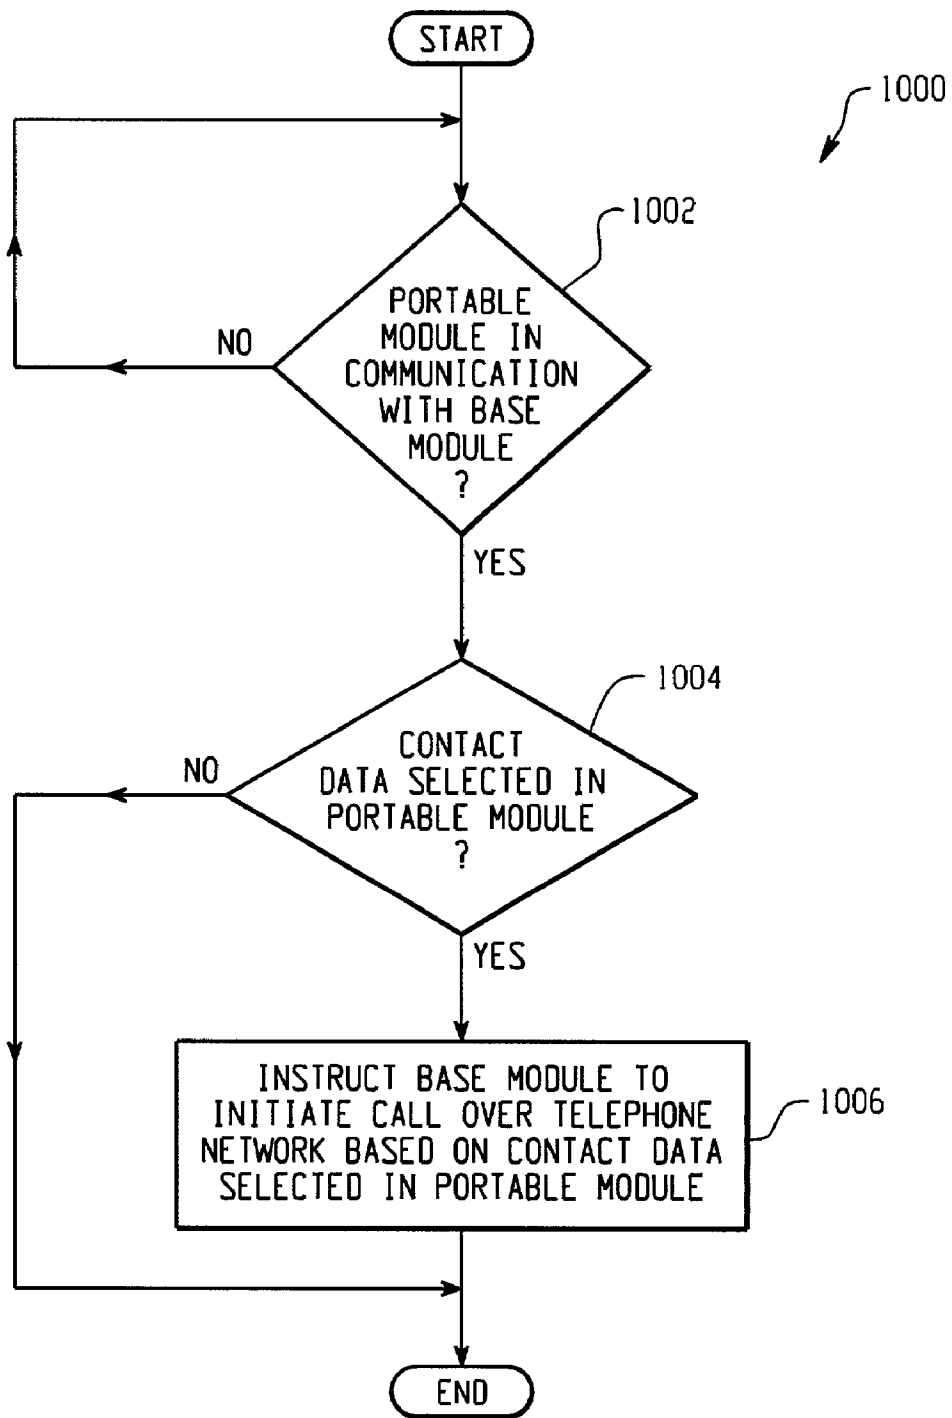 START
1000
1002
PORTABLE
MODULE IN
COMMUNICATION
WITH BASE
MODULE
?
NO
YES
1004
CONTACT
DATA SELECTED IN
PORTABLE MODULE
?
NO
YES
INSTRUCT BASE MODULE TO
INITIATE CALL OVER TELEPHONE
NETWORK BASED ON CONTACT DATA
SELECTED IN PORTABLE MODULE
1006
END